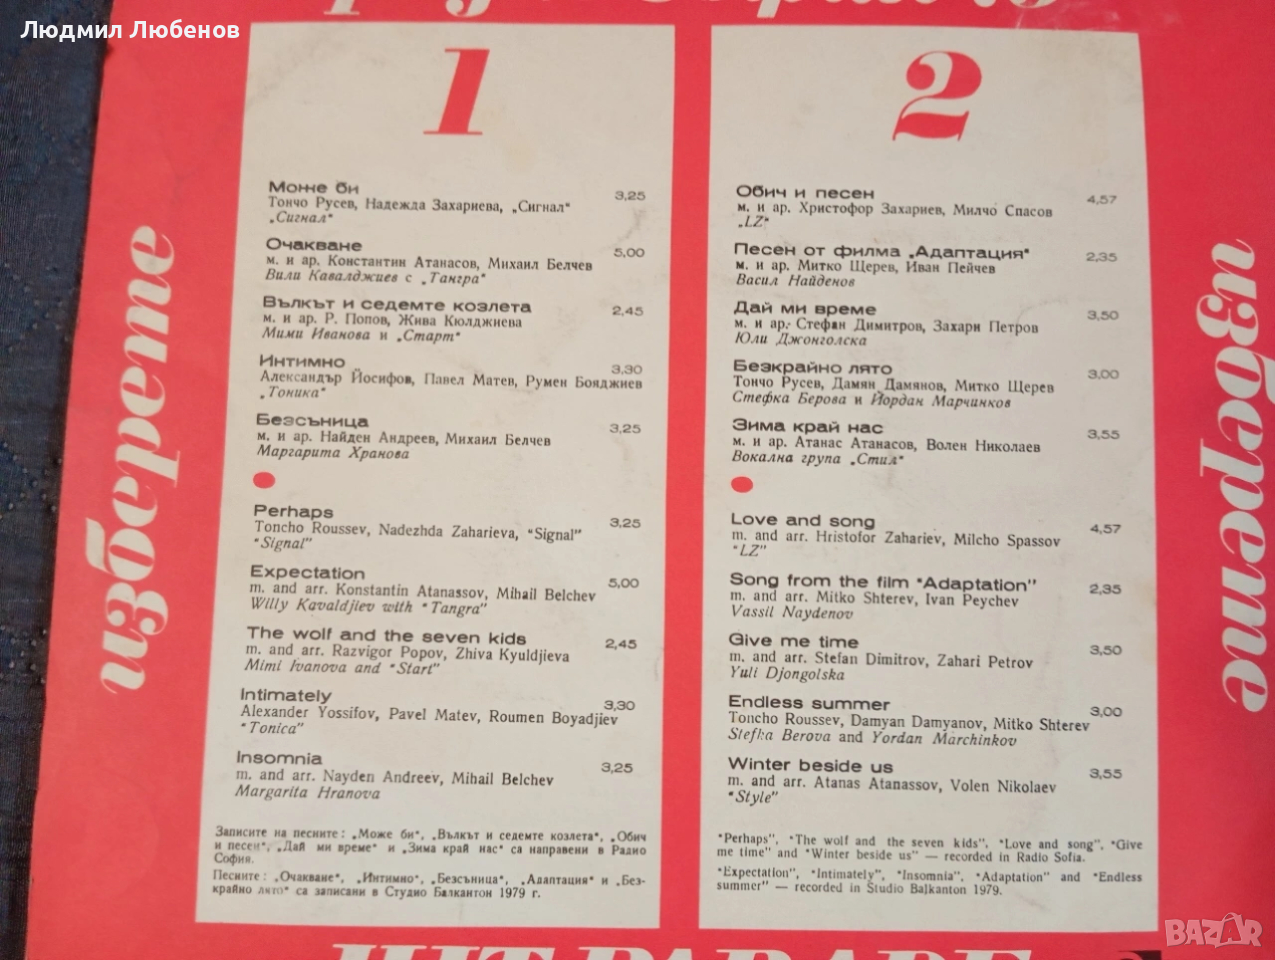 Людмил Любенов
изберете
1
Може би 3,25
Тончо Русев, Надежда Захариева, „Сигнал“
„Сигнал“
Очакване 5,00
м. и ар. Константин Атанасов, Михаил Белчев
Вили Кавалджиев с „Тангра“
Вълкът и седемте козлета 2,45
м. и ар. Р. Попов, Жива Кюлджиева
Мими Иванова и „Старт“
Интимно 3,30
Александър Йосифов, Павел Матев, Румен Бояджиев
„Тоника“
Безсъница 3,25
м. и ар. Найден Андреев, Михаил Белчев
Маргарита Хранова
Perhaps 3,25
Toncho Roussev, Nadezhda Zaharieva, "Signal"
"Signal"
Expectation 5,00
m. and arr. Konstantin Atanassov, Mihail Belchev
Willy Kavaldjiev with "Tangra"
The wolf and the seven kids 2,45
m. and arr. Razvigor Popov, Zhiva Kyuldjieva
Mimi Ivanova and "Start"
Intimately 3,30
Alexander Yossifov, Pavel Matev, Roumen Boyadjiev
"Tonica"
Insomnia 3,25
m. and arr. Nayden Andreev, Mihail Belchev
Margarita Hranova
Записите на песните: „Може би“, „Вълкът и седемте козлета“, „Обич
и песен“, „Дай ми време“ и „Зима край нас“ са направени в Радио
София.
Песните: „Очакване“, „Интимно“, „Безсъница“, „Адаптация“ и „Без-
крайно лято“ са записани в Студио Балкантон 1979 г.
2
Обич и песен 4,57
м. и ар. Христофор Захариев, Милчо Спасов
„LZ“
Песен от филма „Адаптация“ 2,35
м. и ар. Митко Щерев, Иван Пейчев
Васил Найденов
Дай ми време 3,50
м. и ар. Стефан Димитров, Захари Петров
Юли Джонголска
Безкрайно лято 3,00
Тончо Русев, Дамян Дамянов, Митко Щерев
Стефка Берова и Йордан Марчинков
Зима край нас 3,55
м. и ар. Атанас Атанасов, Волен Николаев
Вокална група „Стил“
Love and song 4,57
m. and arr. Hristofor Zahariev, Milcho Spassov
"LZ"
Song from the film "Adaptation" 2,35
m. and arr. Mitko Shterev, Ivan Peychev
Vassil Naydenov
Give me time 3,50
m. and arr. Stefan Dimitrov, Zahari Petrov
Yuli Djongolska
Endless summer 3,00
Toncho Roussev, Damyan Damyanov, Mitko Shterev
Stefka Berova and Yordan Marchinkov
Winter beside us 3,55
m. and arr. Atanas Atanassov, Volen Nikolaev
"Style"
"Perhaps", "The wolf and the seven kids", "Love and song", "Give
me time" and "Winter beside us" — recorded in Radio Sofia.
"Expectation", "Intimately", "Insomnia", "Adaptation" and "Endless
summer" — recorded in Studio Balkanton 1979.
изберете
HIT PARADE
BAZAR